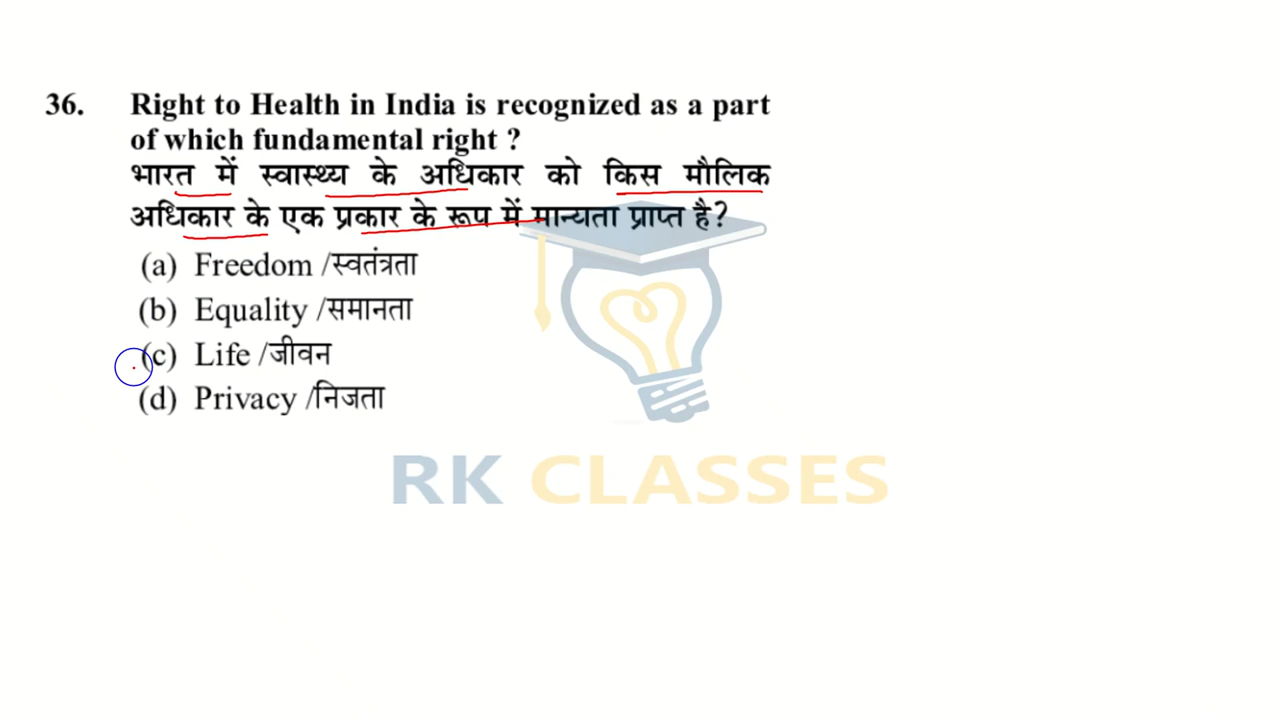 36. Right to Health in India is recognized as a part
of which fundamental right ?
भारत में स्वास्थ्य के अधिकार को किस मौलिक
अधिकार के एक प्रकार के रूप में मान्यता प्राप्त है?
(a) Freedom /स्वतंत्रता
(b) Equality /समानता
(c) Life /जीवन
(d) Privacy /निजता
RK CLASSES